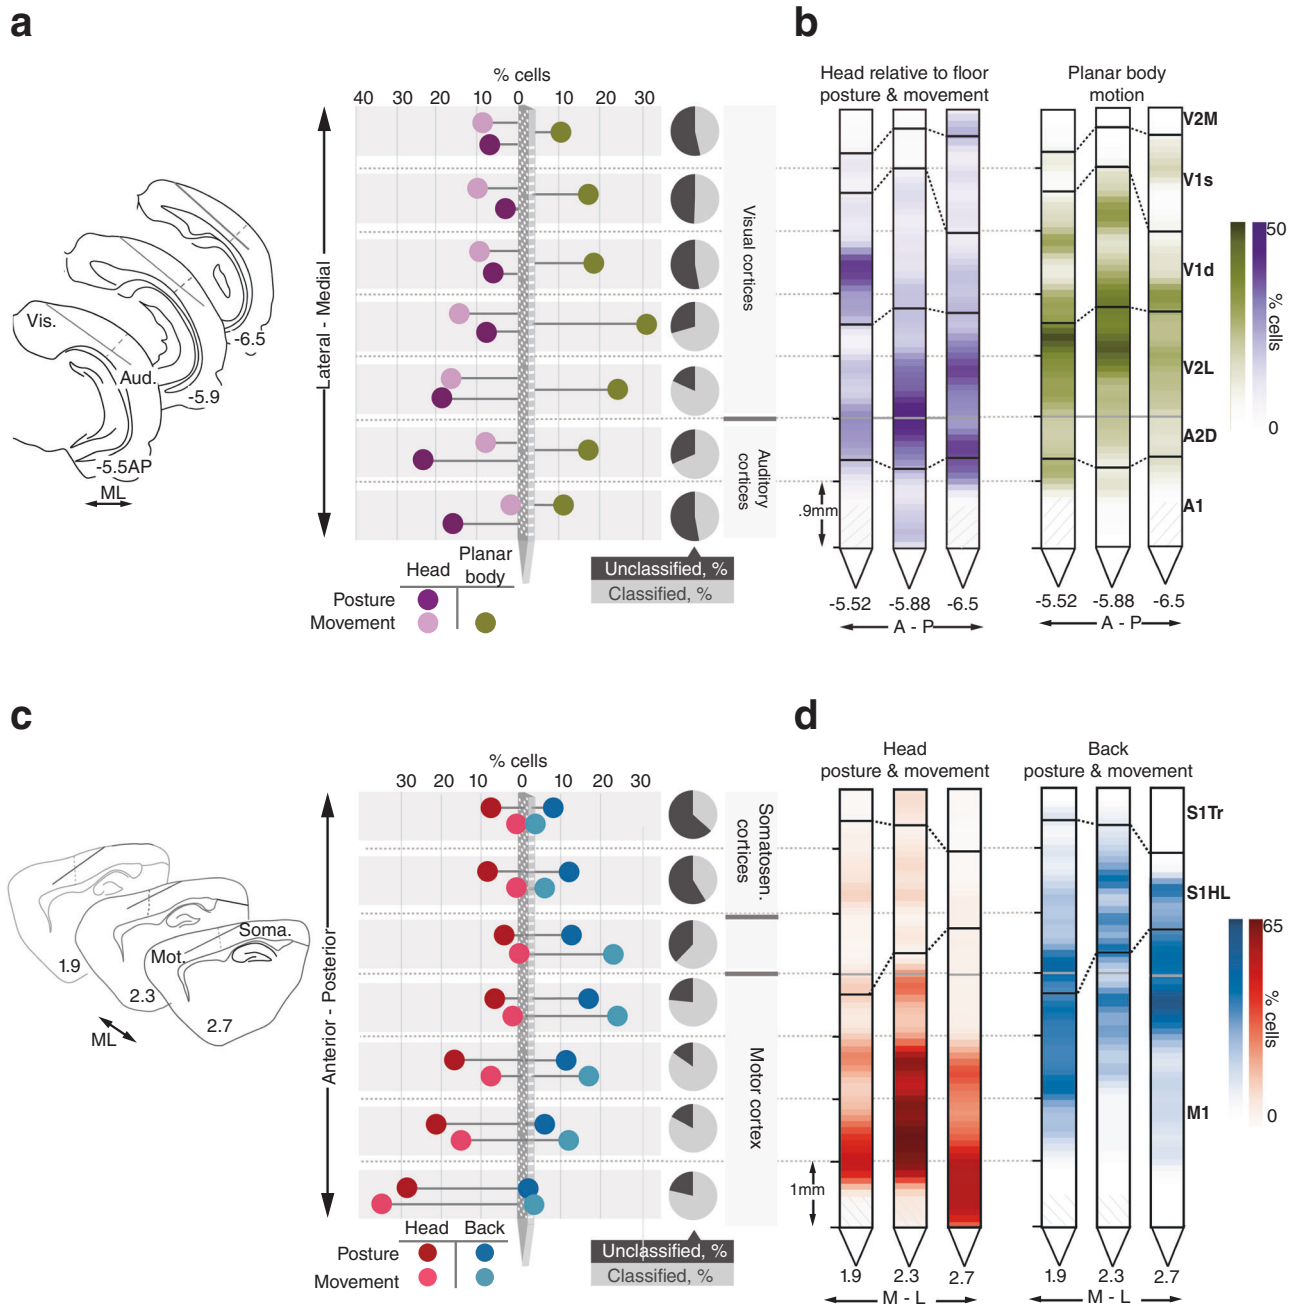 a
% cells
40 30 20 10 0 10 20 30
Lateral - Medial
Vis.
Aud.
-6.5
-5.9
-5.5AP
ML
Visual cortices
Auditory
cortices
Head
Planar
body
Posture
Movement
Unclassified, %
Classified, %
b
Head relative to floor
posture & movement
Planar body
motion
V2M
V1s
V1d
V2L
A2D
A1
50
% cells
0
.9mm
-5.52 -5.88 -6.5
A - P
-5.52 -5.88 -6.5
A - P
c
% cells
30 20 10 0 10 20 30
Anterior - Posterior
Soma.
Mot.
1.9
2.3
2.7
ML
Somatosen.
cortices
Motor cortex
Head Back
Posture
Movement
Unclassified, %
Classified, %
d
Head
posture & movement
Back
posture & movement
S1Tr
S1HL
M1
65
% cells
0
1mm
1.9 2.3 2.7
M - L
1.9 2.3 2.7
M - L